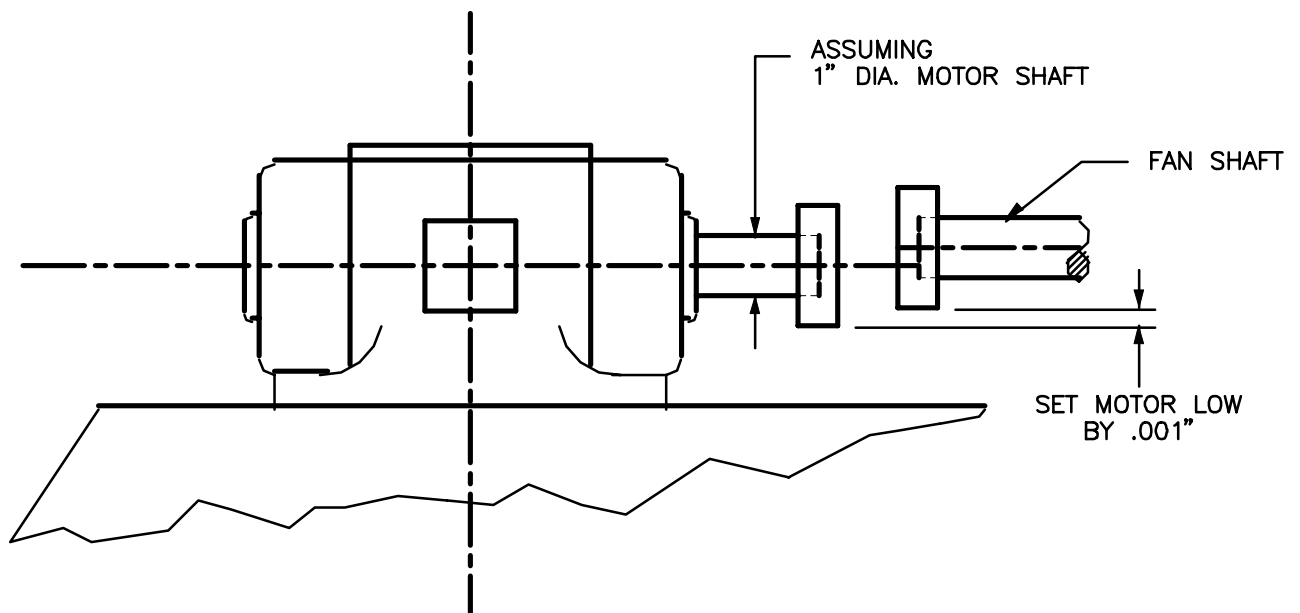 ASSUMING
1” DIA. MOTOR SHAFT
FAN SHAFT
SET MOTOR LOW
BY .001”